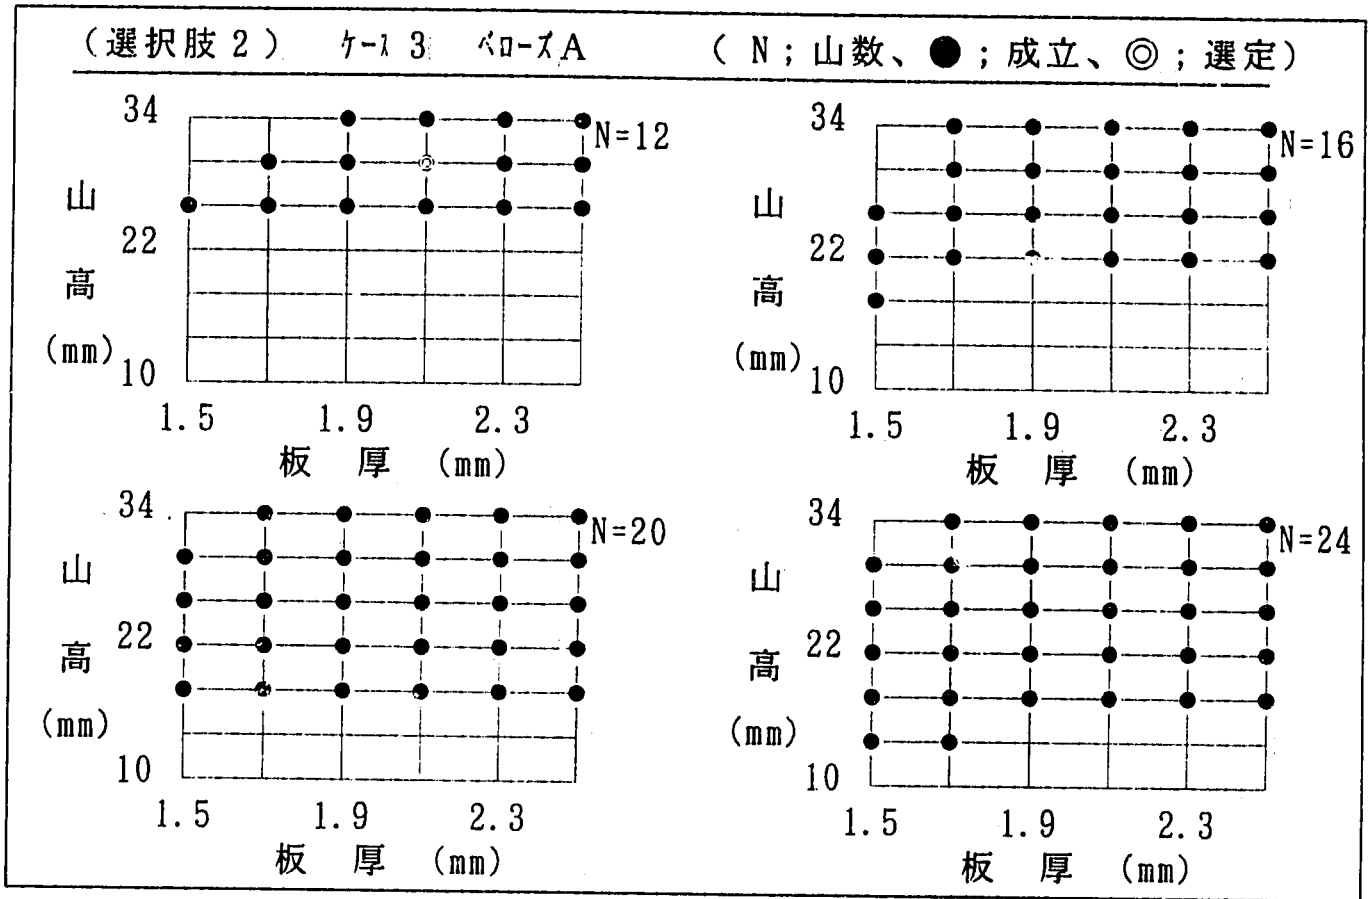 （選択肢２） ｹｰｽ 3 ﾍﾞﾛｰｽﾞA （ N ; 山数、● ; 成立、◎ ; 選定）
34
N=12
山
22
高
(mm)
10
1.5 1.9 2.3
板 厚 (mm)
34
N=16
山
22
高
(mm)
10
1.5 1.9 2.3
板 厚 (mm)
34
N=20
山
22
高
(mm)
10
1.5 1.9 2.3
板 厚 (mm)
34
N=24
山
22
高
(mm)
10
1.5 1.9 2.3
板 厚 (mm)